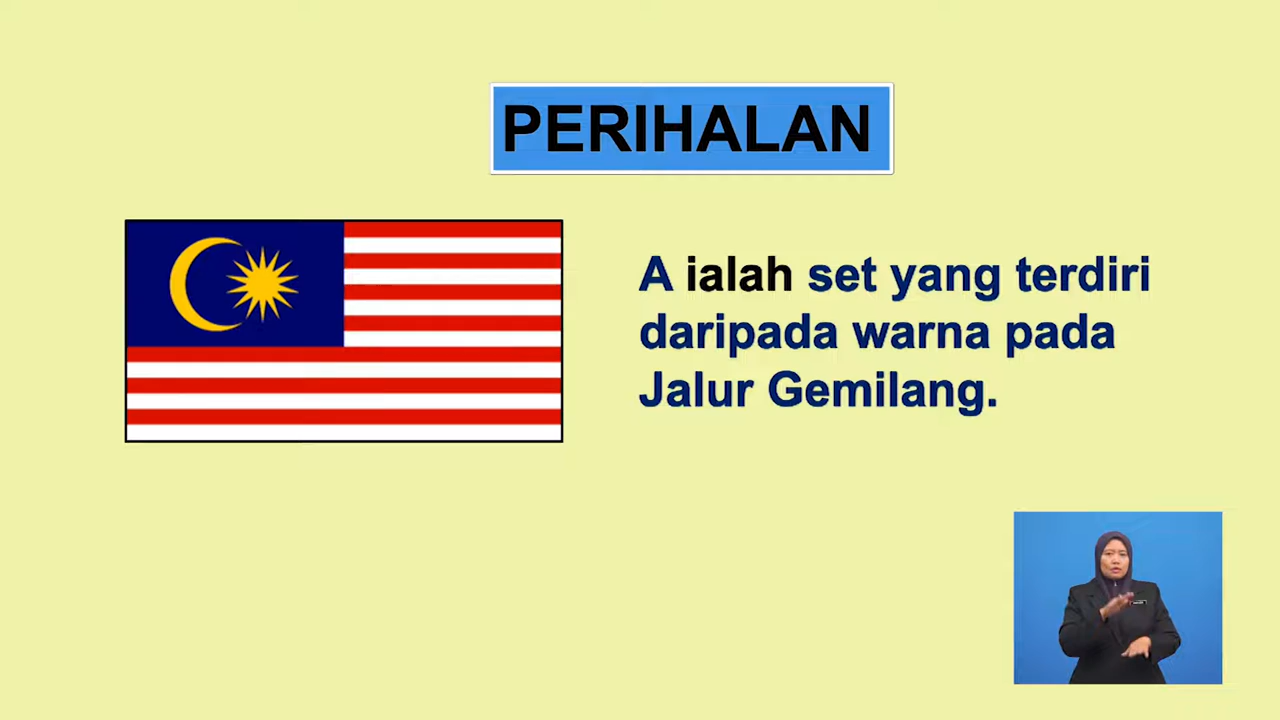 PERIHALAN
A ialah set yang terdiri
daripada warna pada
Jalur Gemilang.